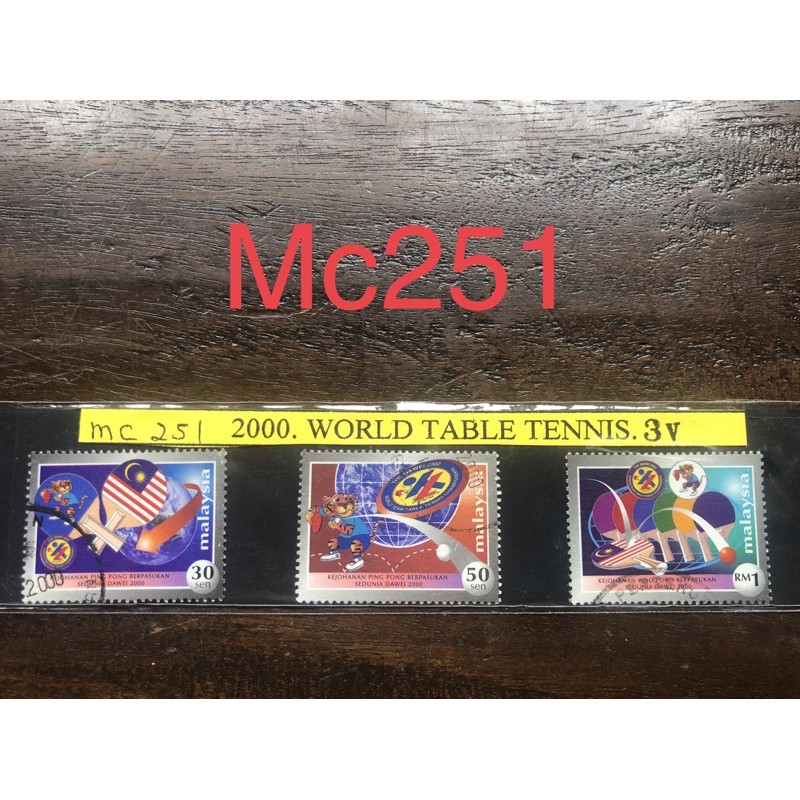 Mc251
mc 251 2000. WORLD TABLE TENNIS. 3V
malaysia
KEJOHANAN PING PONG BERPASUKAN
SEDUNIA DAWEI 2000
30
sen
2000
malaysia
KEJOHANAN PING PONG BERPASUKAN
SEDUNIA DAWEI 2000
50
sen
malaysia
KEJOHANAN PING PONG BERPASUKAN
SEDUNIA DAWEI 2000
RM1